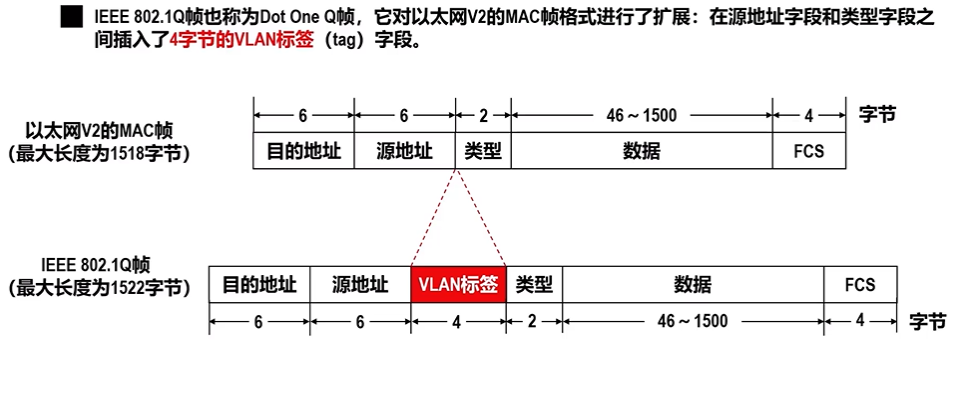 IEEE 802.1Q帧也称为Dot One Q帧，它对以太网V2的MAC帧格式进行了扩展：在源地址字段和类型字段之
间插入了4字节的VLAN标签（tag）字段。
6 6 2 46～1500 4 字节
以太网V2的MAC帧
（最大长度为1518字节）
目的地址 源地址 类型 数据 FCS
IEEE 802.1Q帧
（最大长度为1522字节）
目的地址 源地址 VLAN标签 类型 数据 FCS
6 6 4 2 46～1500 4 字节